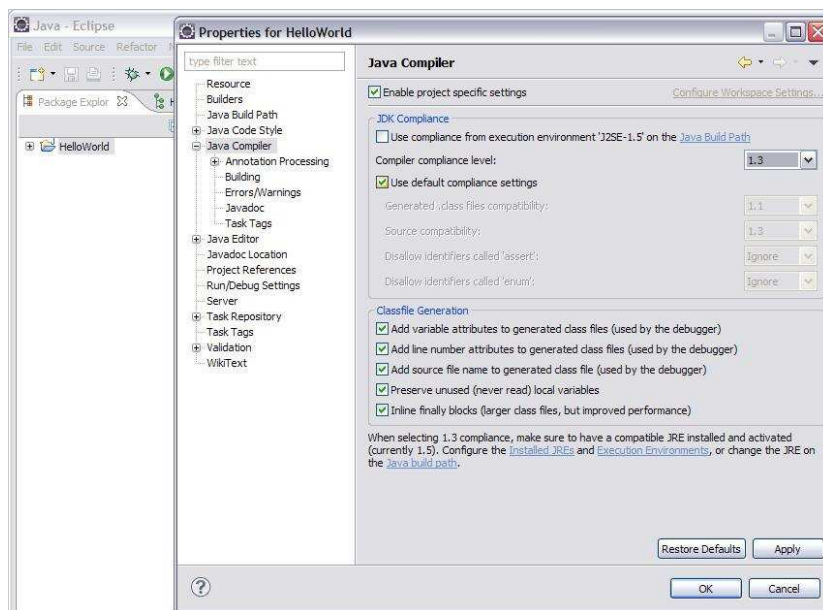 Java - Eclipse
File Edit Source Refactor
Package Explor
HelloWorld
Properties for HelloWorld
type filter text
Resource
Builders
Java Build Path
Java Code Style
Java Compiler
Annotation Processing
Building
Errors/Warnings
Javadoc
Task Tags
Java Editor
Javadoc Location
Project References
Run/Debug Settings
Server
Task Repository
Task Tags
Validation
WikiText
Java Compiler
Enable project specific settings
Configure Workspace Settings...
JDK Compliance
Use compliance from execution environment 'J2SE-1.5' on the Java Build Path
Compiler compliance level: 1.3
Use default compliance settings
Generated .class files compatibility: 1.1
Source compatibility: 1.3
Disallow identifiers called 'assert': Ignore
Disallow identifiers called 'enum': Ignore
Classfile Generation
Add variable attributes to generated class files (used by the debugger)
Add line number attributes to generated class files (used by the debugger)
Add source file name to generated class file (used by the debugger)
Preserve unused (never read) local variables
Inline finally blocks (larger class files, but improved performance)
When selecting 1.3 compliance, make sure to have a compatible JRE installed and activated
(currently 1.5). Configure the Installed JREs and Execution Environments, or change the JRE on
the Java build path.
Restore Defaults Apply
OK Cancel